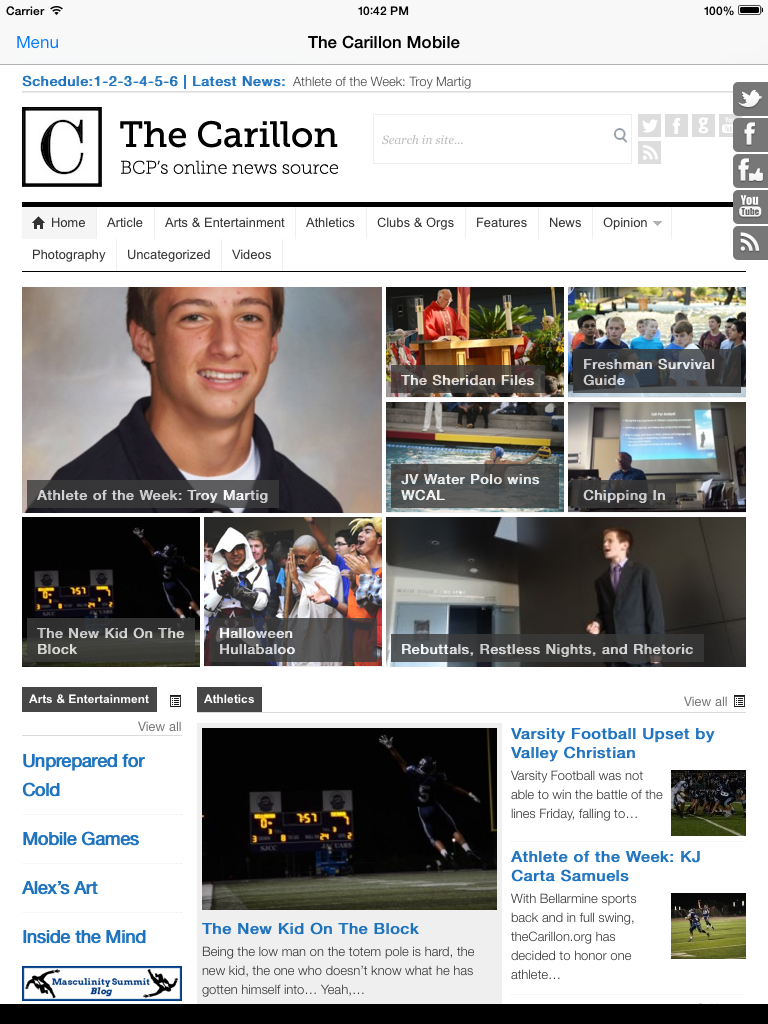 Carrier 10:42 PM 100%
Menu The Carillon Mobile
Schedule:1-2-3-4-5-6 | Latest News: Athlete of the Week: Troy Martig
C The Carillon
BCP's online news source
Search in site...
You
Tube
Home Article Arts & Entertainment Athletics Clubs & Orgs Features News Opinion
Photography Uncategorized Videos
Athlete of the Week: Troy Martig
The Sheridan Files
Freshman Survival
Guide
JV Water Polo wins
WCAL
Chipping In
The New Kid On The
Block
Halloween
Hullabaloo
Rebuttals, Restless Nights, and Rhetoric
Arts & Entertainment
View all
Unprepared for
Cold
Mobile Games
Alex's Art
Inside the Mind
Masculinity Summit
Blog
Athletics
View all
7:57
The New Kid On The Block
Being the low man on the totem pole is hard, the
new kid, the one who doesn't know what he has
gotten himself into… Yeah,…
Varsity Football Upset by
Valley Christian
Varsity Football was not
able to win the battle of the
lines Friday, falling to…
Athlete of the Week: KJ
Carta Samuels
With Bellarmine sports
back and in full swing,
theCarillon.org has
decided to honor one
athlete…